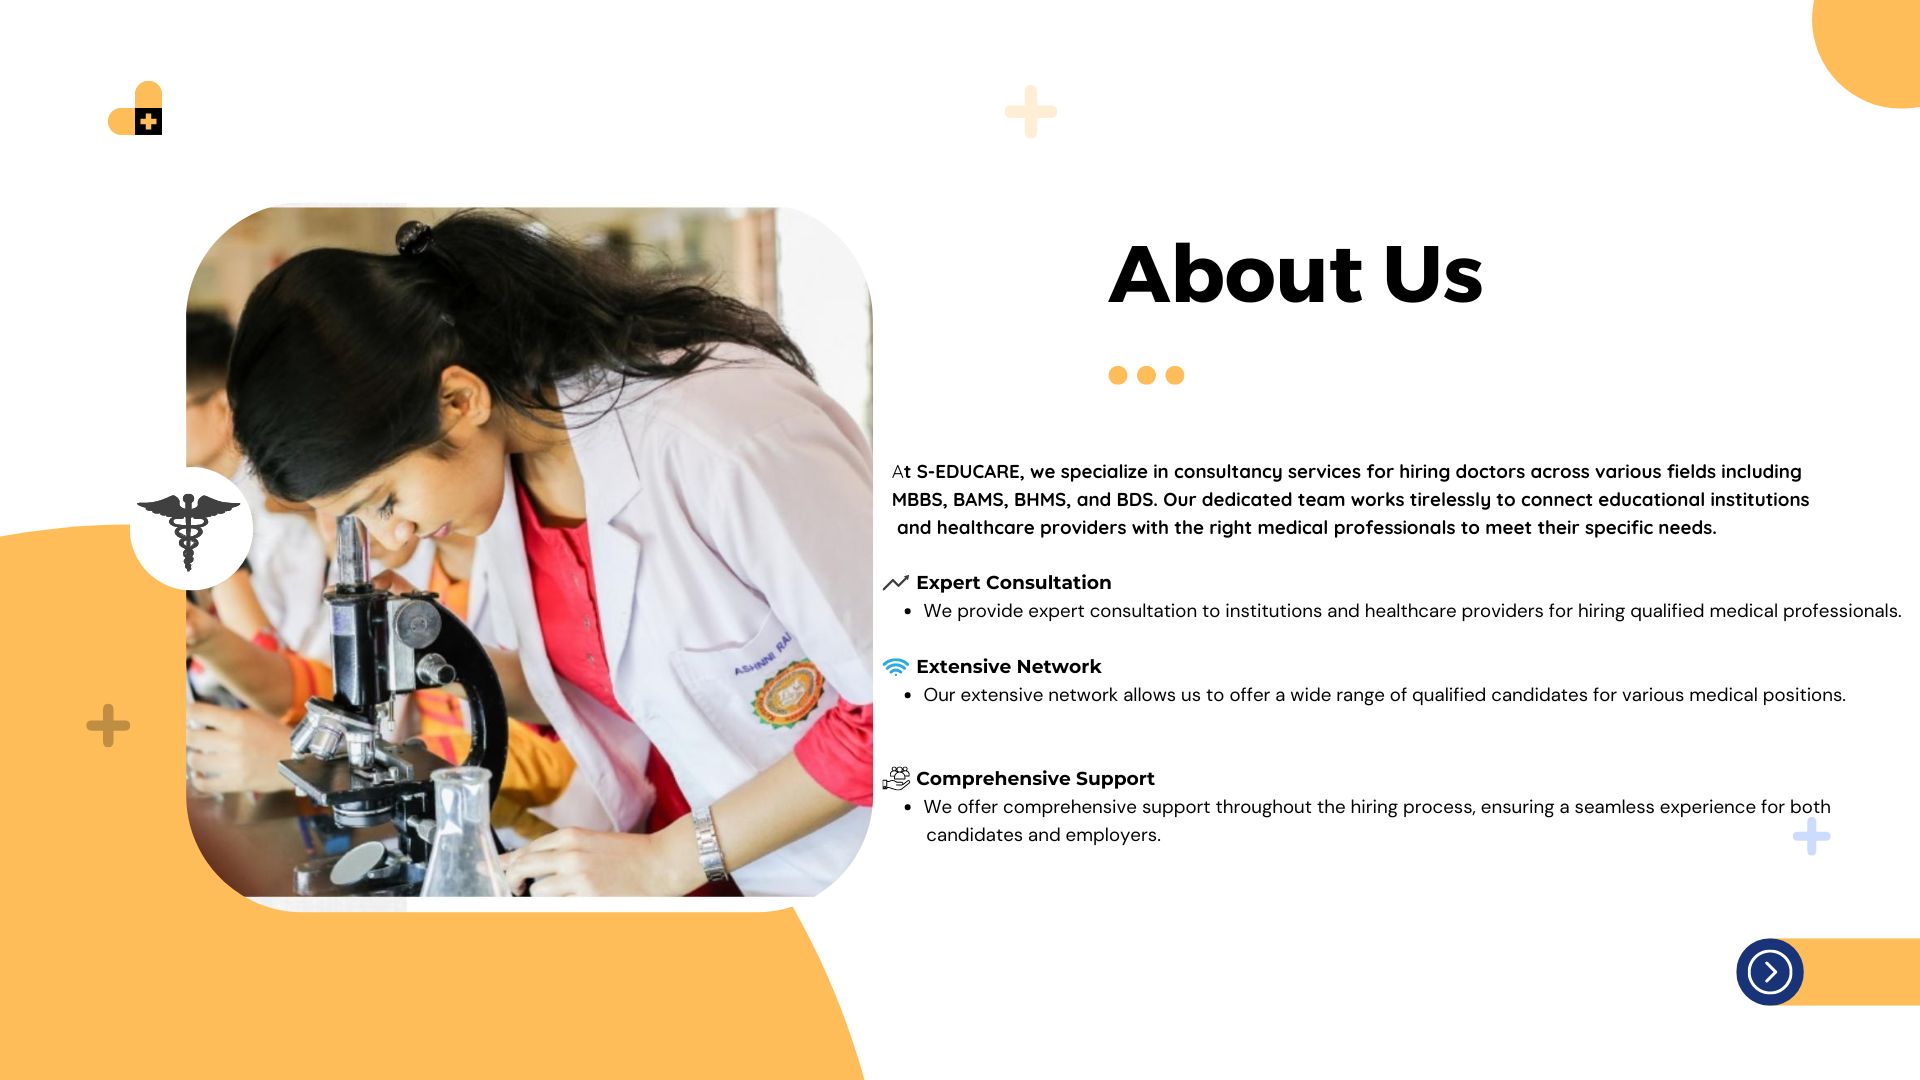 About Us
At S-EDUCARE, we specialize in consultancy services for hiring doctors across various fields including
MBBS, BAMS, BHMS, and BDS. Our dedicated team works tirelessly to connect educational institutions
and healthcare providers with the right medical professionals to meet their specific needs.
Expert Consultation
• We provide expert consultation to institutions and healthcare providers for hiring qualified medical professionals.
Extensive Network
• Our extensive network allows us to offer a wide range of qualified candidates for various medical positions.
Comprehensive Support
• We offer comprehensive support throughout the hiring process, ensuring a seamless experience for both
candidates and employers.